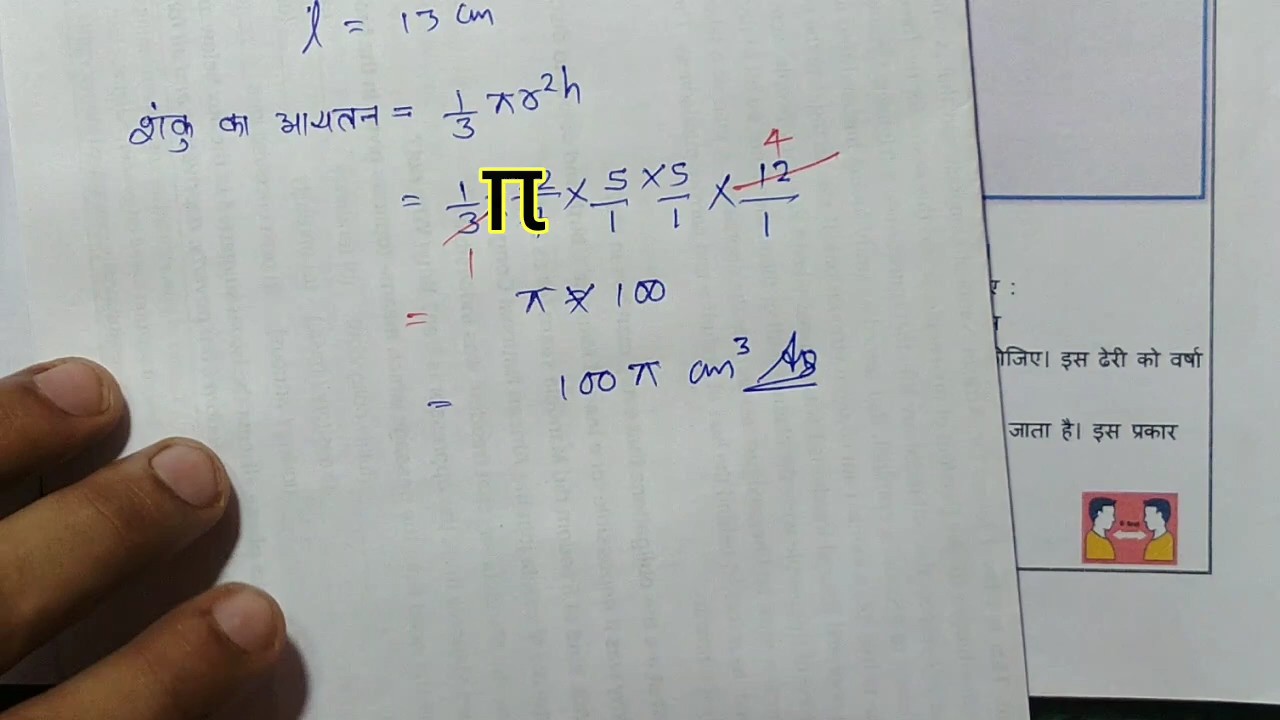 l = 13 cm
शंकु का आयतन = 1/3 πr²h
= 1/3 π × 5/1 × 5/1 × 12/1
4
1
= π × 100
= 100 π cm³ Ans
ए :
ीजिए। इस ढेरी को वर्षा
जाता है। इस प्रकार